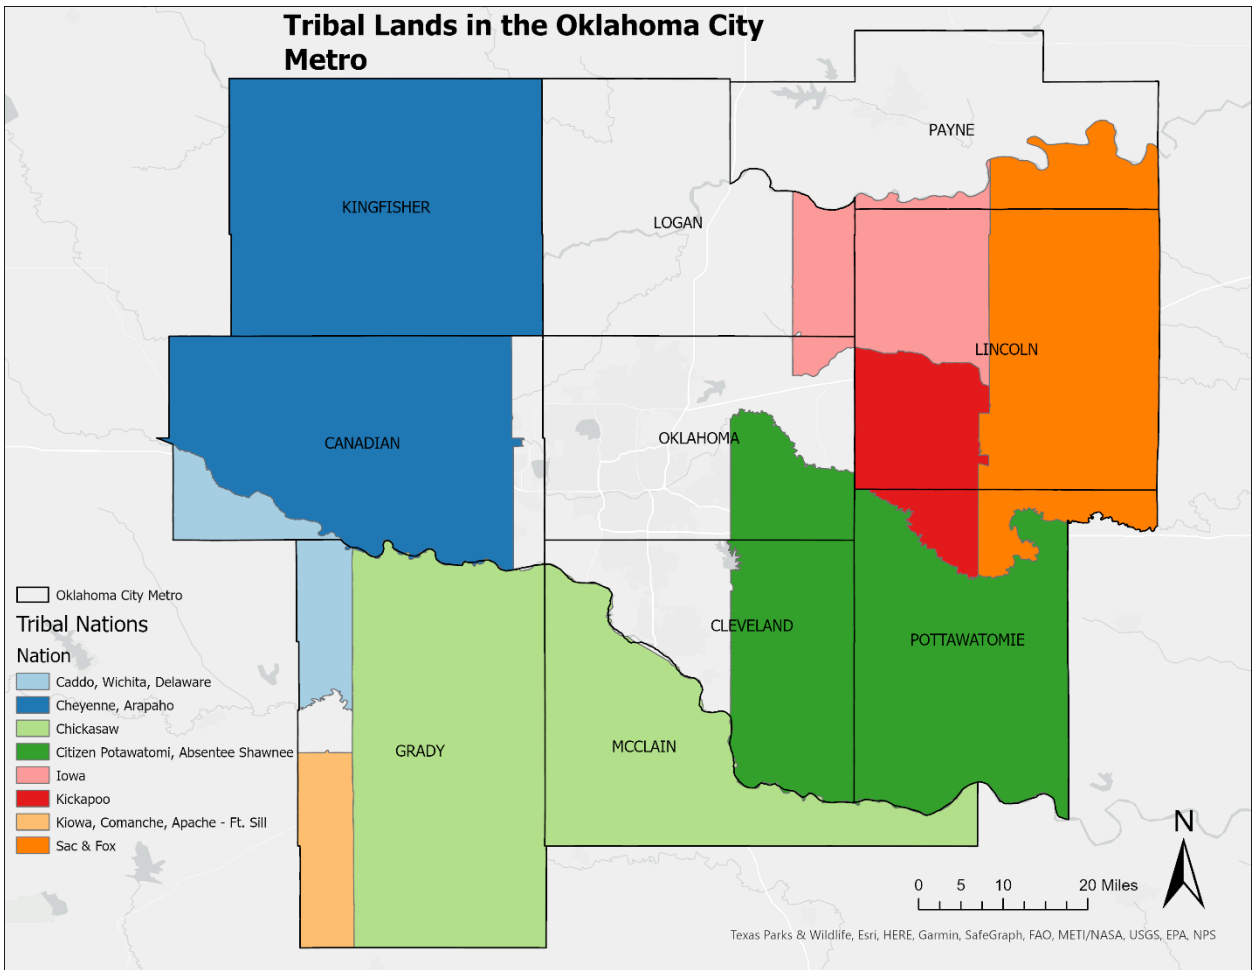 Tribal Lands in the Oklahoma City
Metro
PAYNE
KINGFISHER
LOGAN
LINCOLN
CANADIAN
OKLAHOMA
CLEVELAND
POTTAWATOMIE
GRADY
MCCLAIN
Oklahoma City Metro
Tribal Nations
Nation
Caddo, Wichita, Delaware
Cheyenne, Arapaho
Chickasaw
Citizen Potawatomi, Absentee Shawnee
Iowa
Kickapoo
Kiowa, Comanche, Apache - Ft. Sill
Sac & Fox
N
0 5 10 20 Miles
Texas Parks & Wildlife, Esri, HERE, Garmin, SafeGraph, FAO, METI/NASA, USGS, EPA, NPS